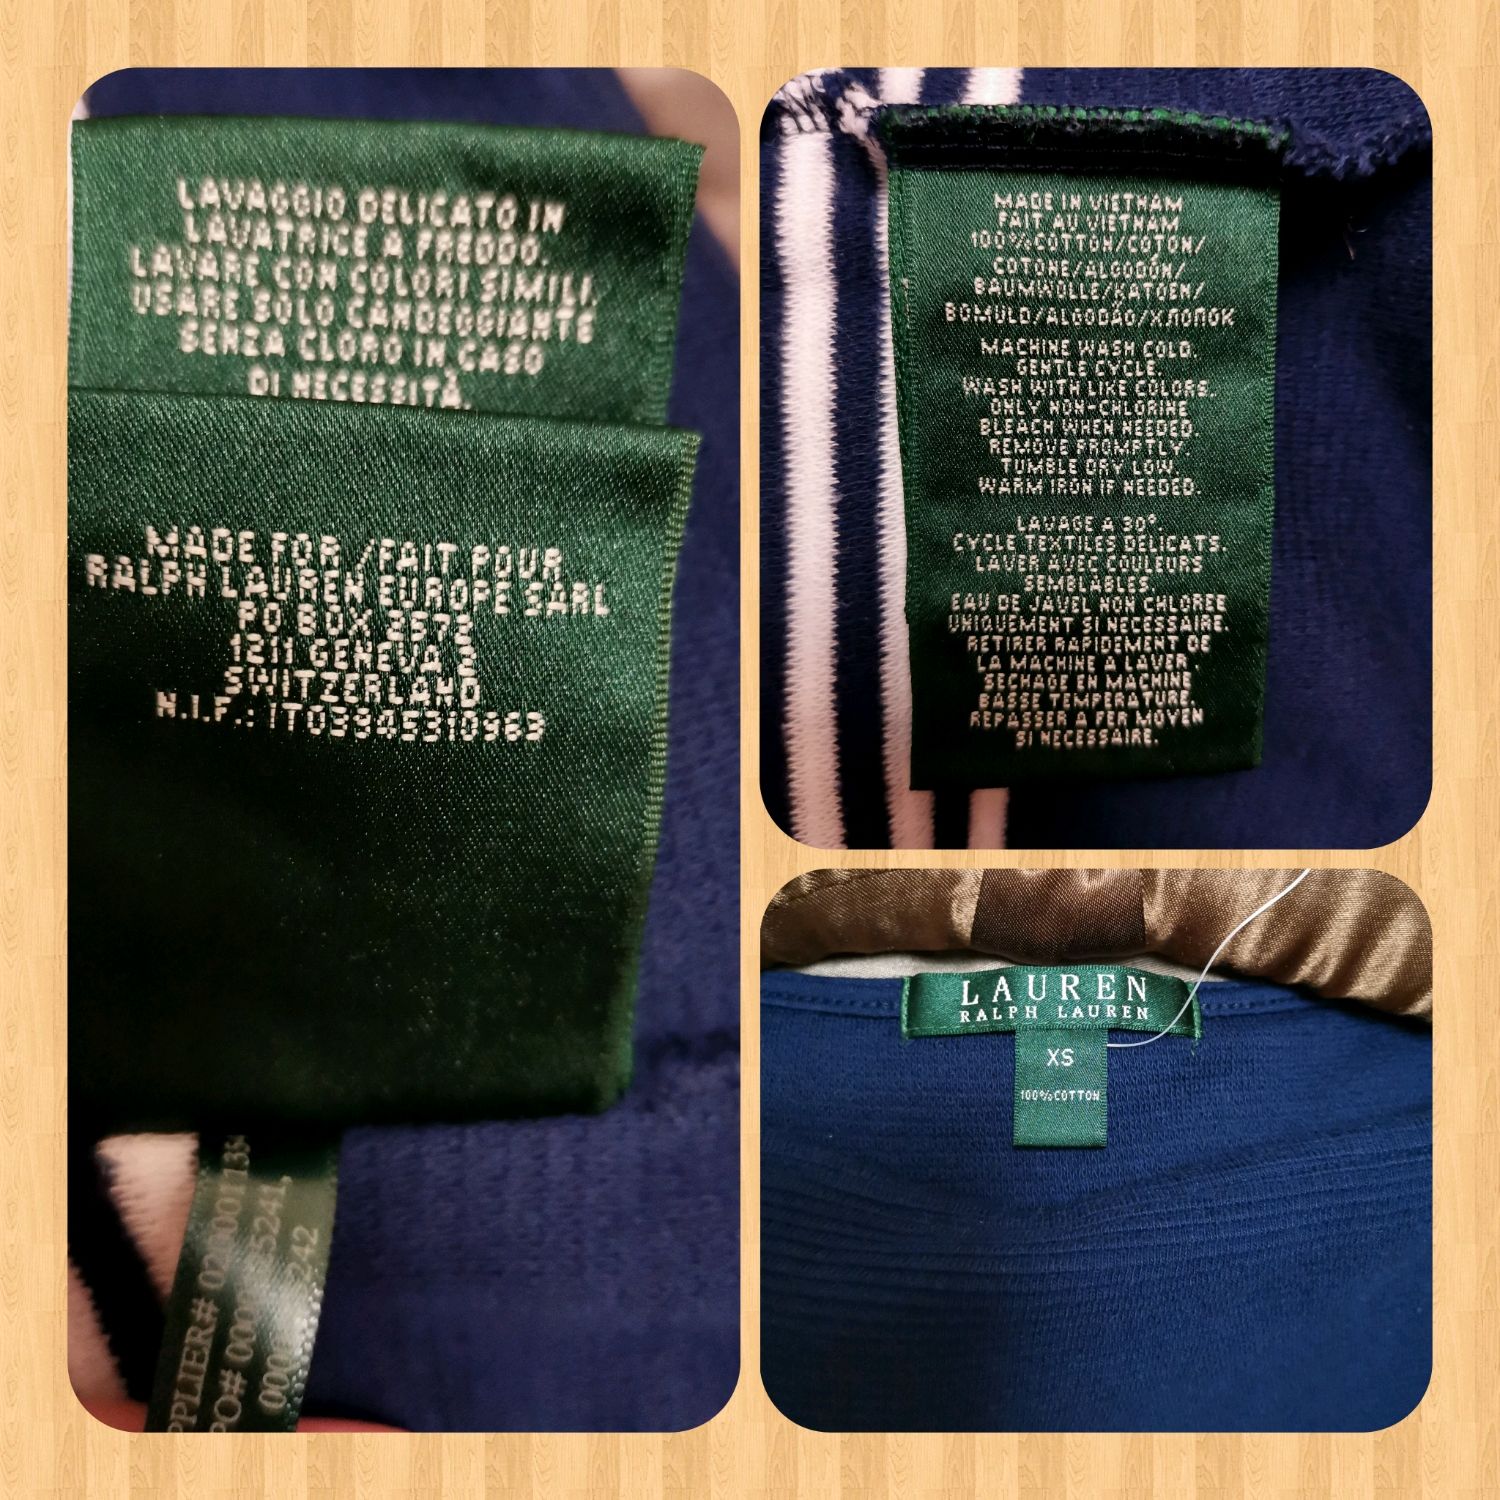 LAVAGGIO DELICATO IN
LAVATRICE A FREDDO.
LAVARE CON COLORI SIMILI.
USARE SOLO CANDEGGIANTE
SENZA CLORO IN CASO
DI NECESSITÀ.
MADE FOR /FAIT POUR
RALPH LAUREN EUROPE SARL
PO BOX 2572
1211 GENEVA 2
SWITZERLAND
N.I.F.: IT03945310963
MADE IN VIETNAM
FAIT AU VIETNAM
100%COTTON/COTON/
COTONE/ALGODÓN/
BAUMWOLLE/KATOEN/
BOMULD/ALGODÃO/ХЛОПОК
MACHINE WASH COLD.
GENTLE CYCLE.
WASH WITH LIKE COLORS.
ONLY NON-CHLORINE
BLEACH WHEN NEEDED.
REMOVE PROMPTLY.
TUMBLE DRY LOW.
WARM IRON IF NEEDED.
LAVAGE A 30°.
CYCLE TEXTILES DELICATS.
LAVER AVEC COULEURS
SEMBLABLES.
EAU DE JAVEL NON CHLOREE
UNIQUEMENT SI NECESSAIRE.
RETIRER RAPIDEMENT DE
LA MACHINE A LAVER.
SECHAGE EN MACHINE
BASSE TEMPERATURE.
REPASSER A FER MOYEN
SI NECESSAIRE.
LAUREN
RALPH LAUREN
XS
100%COTTON